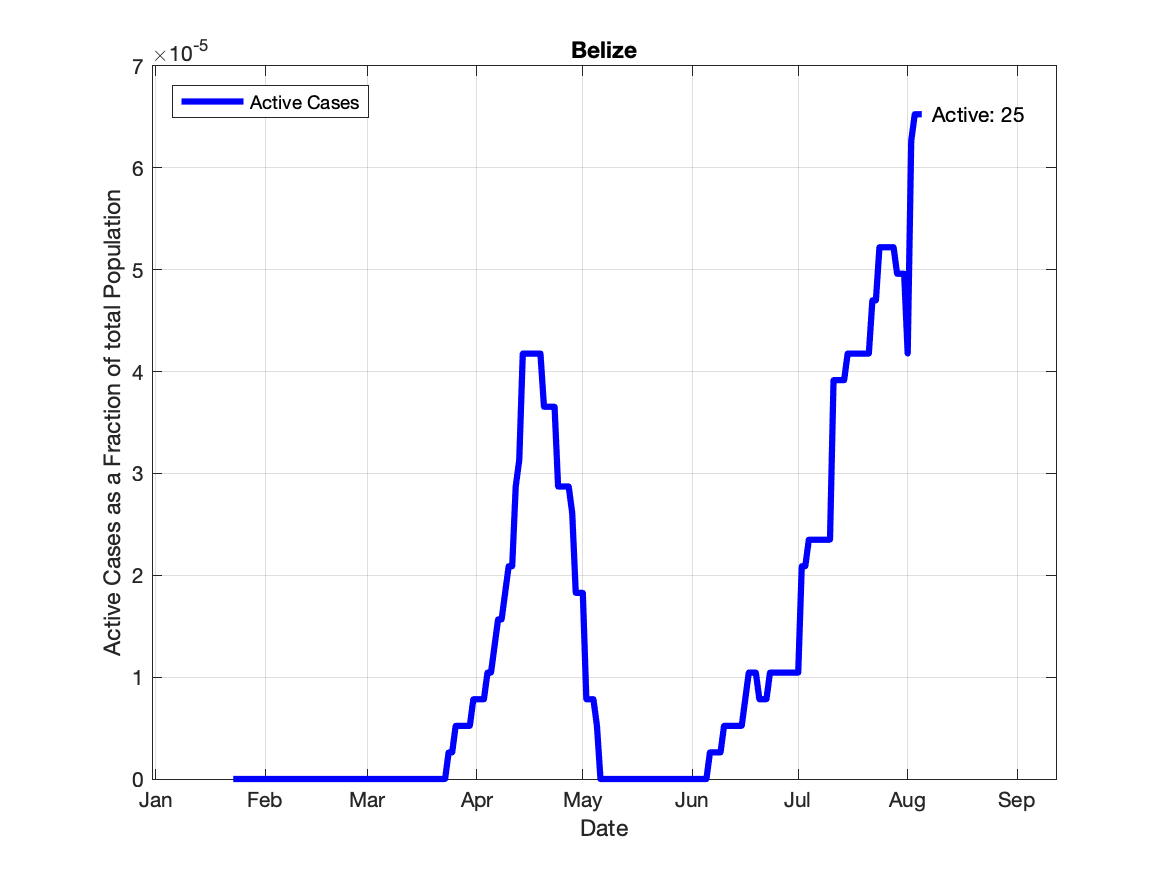 Belize
×10-5
7
6
5
4
3
2
1
0
Active Cases
Active: 25
Active Cases as a Fraction of total Population
Jan Feb Mar Apr May Jun Jul Aug Sep
Date